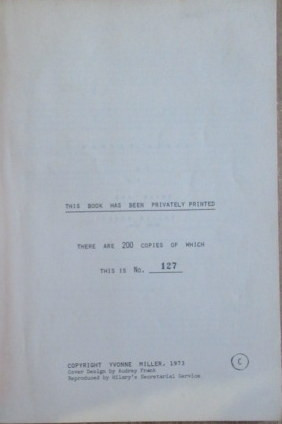 THIS BOOK HAS BEEN PRIVATELY PRINTED
THERE ARE 200 COPIES OF WHICH
THIS IS No. 127
COPYRIGHT YVONNE MILLER, 1973
Cover Design by Audrey Frank
Reproduced by Hilary's Secretarial Service
C